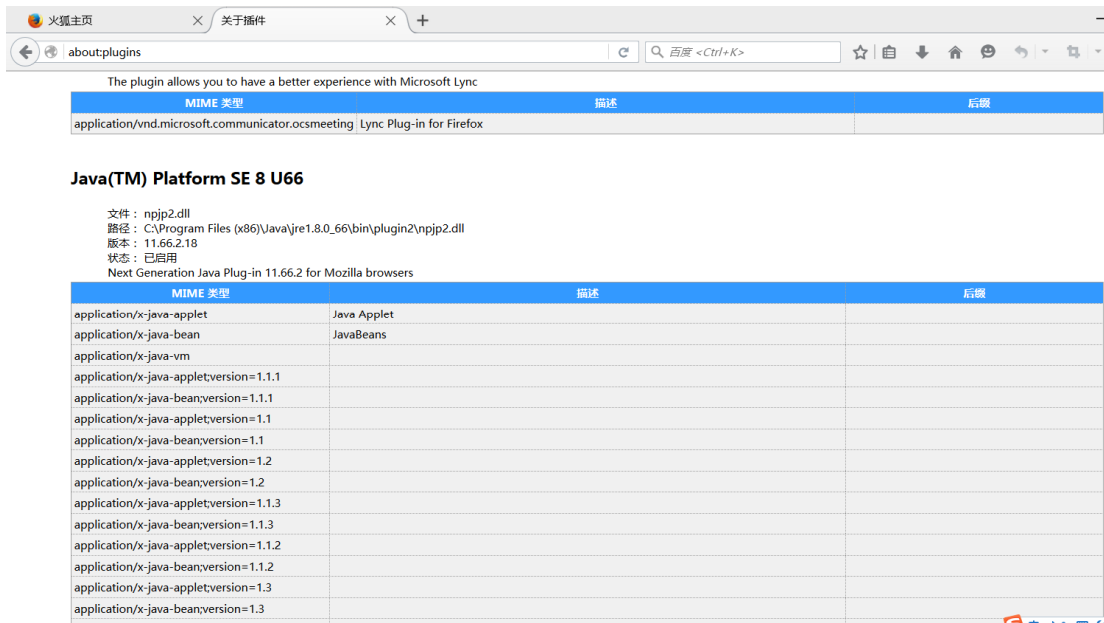 火狐主页
关于插件
about:plugins
百度 <Ctrl+K>
The plugin allows you to have a better experience with Microsoft Lync
MIME 类型 描述 后缀
application/vnd.microsoft.communicator.ocsmeeting Lync Plug-in for Firefox
Java(TM) Platform SE 8 U66
文件： npjp2.dll
路径： C:\Program Files (x86)\Java\jre1.8.0_66\bin\plugin2\npjp2.dll
版本： 11.66.2.18
状态： 已启用
Next Generation Java Plug-in 11.66.2 for Mozilla browsers
MIME 类型 描述 后缀
application/x-java-applet Java Applet
application/x-java-bean JavaBeans
application/x-java-vm
application/x-java-applet;version=1.1.1
application/x-java-bean;version=1.1.1
application/x-java-applet;version=1.1
application/x-java-bean;version=1.1
application/x-java-applet;version=1.2
application/x-java-bean;version=1.2
application/x-java-applet;version=1.1.3
application/x-java-bean;version=1.1.3
application/x-java-applet;version=1.1.2
application/x-java-bean;version=1.1.2
application/x-java-applet;version=1.3
application/x-java-bean;version=1.3